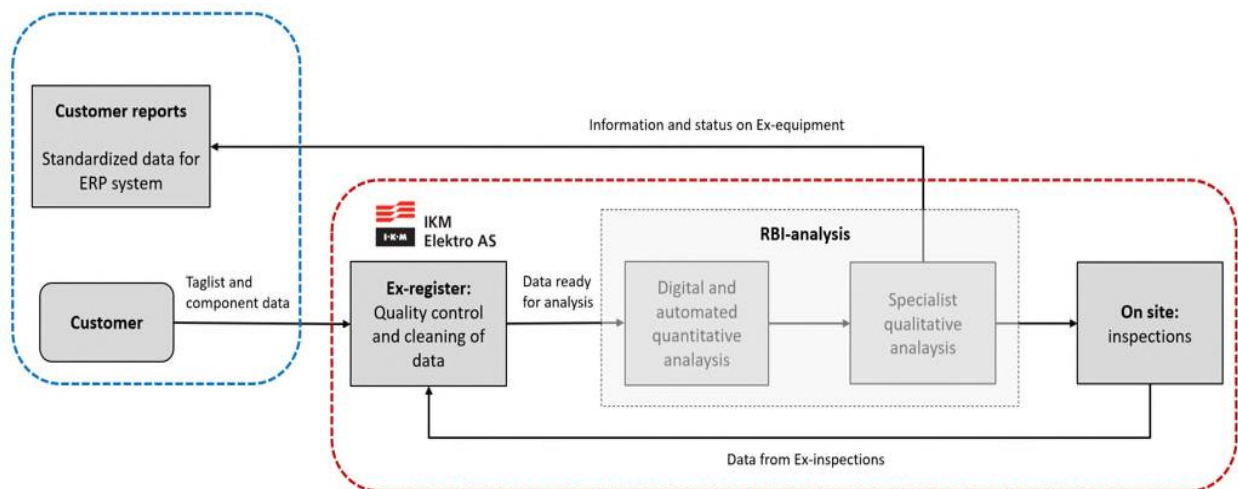 Customer reports
Standardized data for
ERP system
Information and status on Ex-equipment
I·K·M
IKM
Elektro AS
RBI-analysis
Customer
Taglist and
component data
Ex-register:
Quality control
and cleaning of
data
Data ready
for analysis
Digital and
automated
quantitative
analaysis
Specialist
qualitative
analaysis
On site:
inspections
Data from Ex-inspections